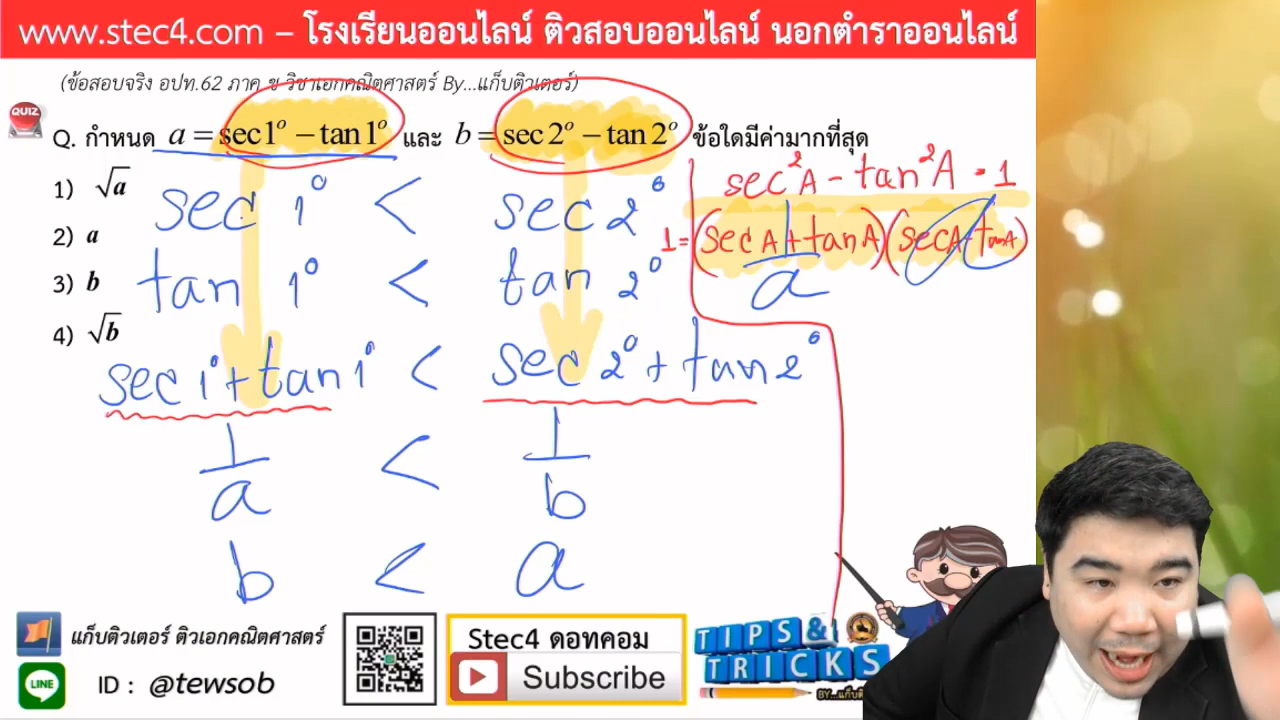 www.stec4.com – โรงเรียนออนไลน์ ติวสอบออนไลน์ นอกตำราออนไลน์
(ข้อสอบจริง อปท.62 ภาค ข วิชาเอกคณิตศาสตร์ By...แก็บติวเตอร์)
QUIZ
Q. กำหนด a = sec1° − tan1° และ b = sec2° − tan2° ข้อใดมีค่ามากที่สุด
1) √a
2) a
3) b
4) √b
sec 1° < sec 2°
tan 1° < tan 2°
sec 1° + tan 1° < sec 2° + tan 2°
1/a < 1/b
b < a
sec²A - tan²A = 1
1 = (sec A + tan A)(sec A - tan A)
1/a
แก็บติวเตอร์ ติวเอกคณิตศาสตร์
LINE
ID : @tewsob
Stec4 ดอทคอม
Subscribe
TIPS &
TRICKS